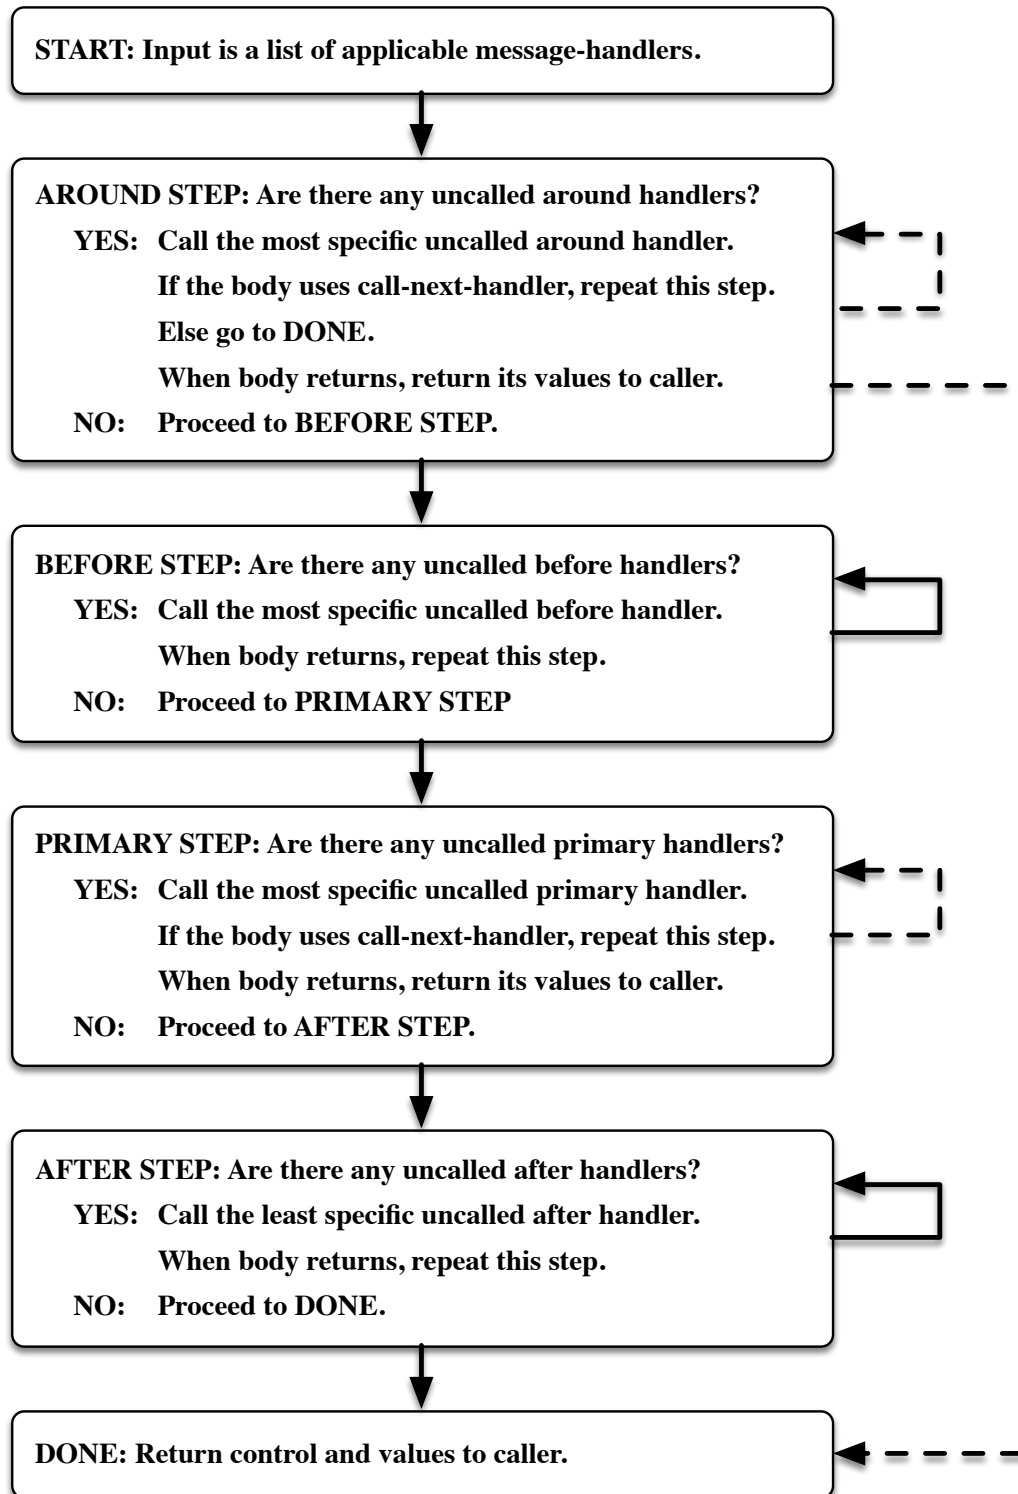 START: Input is a list of applicable message-handlers.
AROUND STEP: Are there any uncalled around handlers?
YES: Call the most specific uncalled around handler.
If the body uses call-next-handler, repeat this step.
Else go to DONE.
When body returns, return its values to caller.
NO: Proceed to BEFORE STEP.
BEFORE STEP: Are there any uncalled before handlers?
YES: Call the most specific uncalled before handler.
When body returns, repeat this step.
NO: Proceed to PRIMARY STEP
PRIMARY STEP: Are there any uncalled primary handlers?
YES: Call the most specific uncalled primary handler.
If the body uses call-next-handler, repeat this step.
When body returns, return its values to caller.
NO: Proceed to AFTER STEP.
AFTER STEP: Are there any uncalled after handlers?
YES: Call the least specific uncalled after handler.
When body returns, repeat this step.
NO: Proceed to DONE.
DONE: Return control and values to caller.